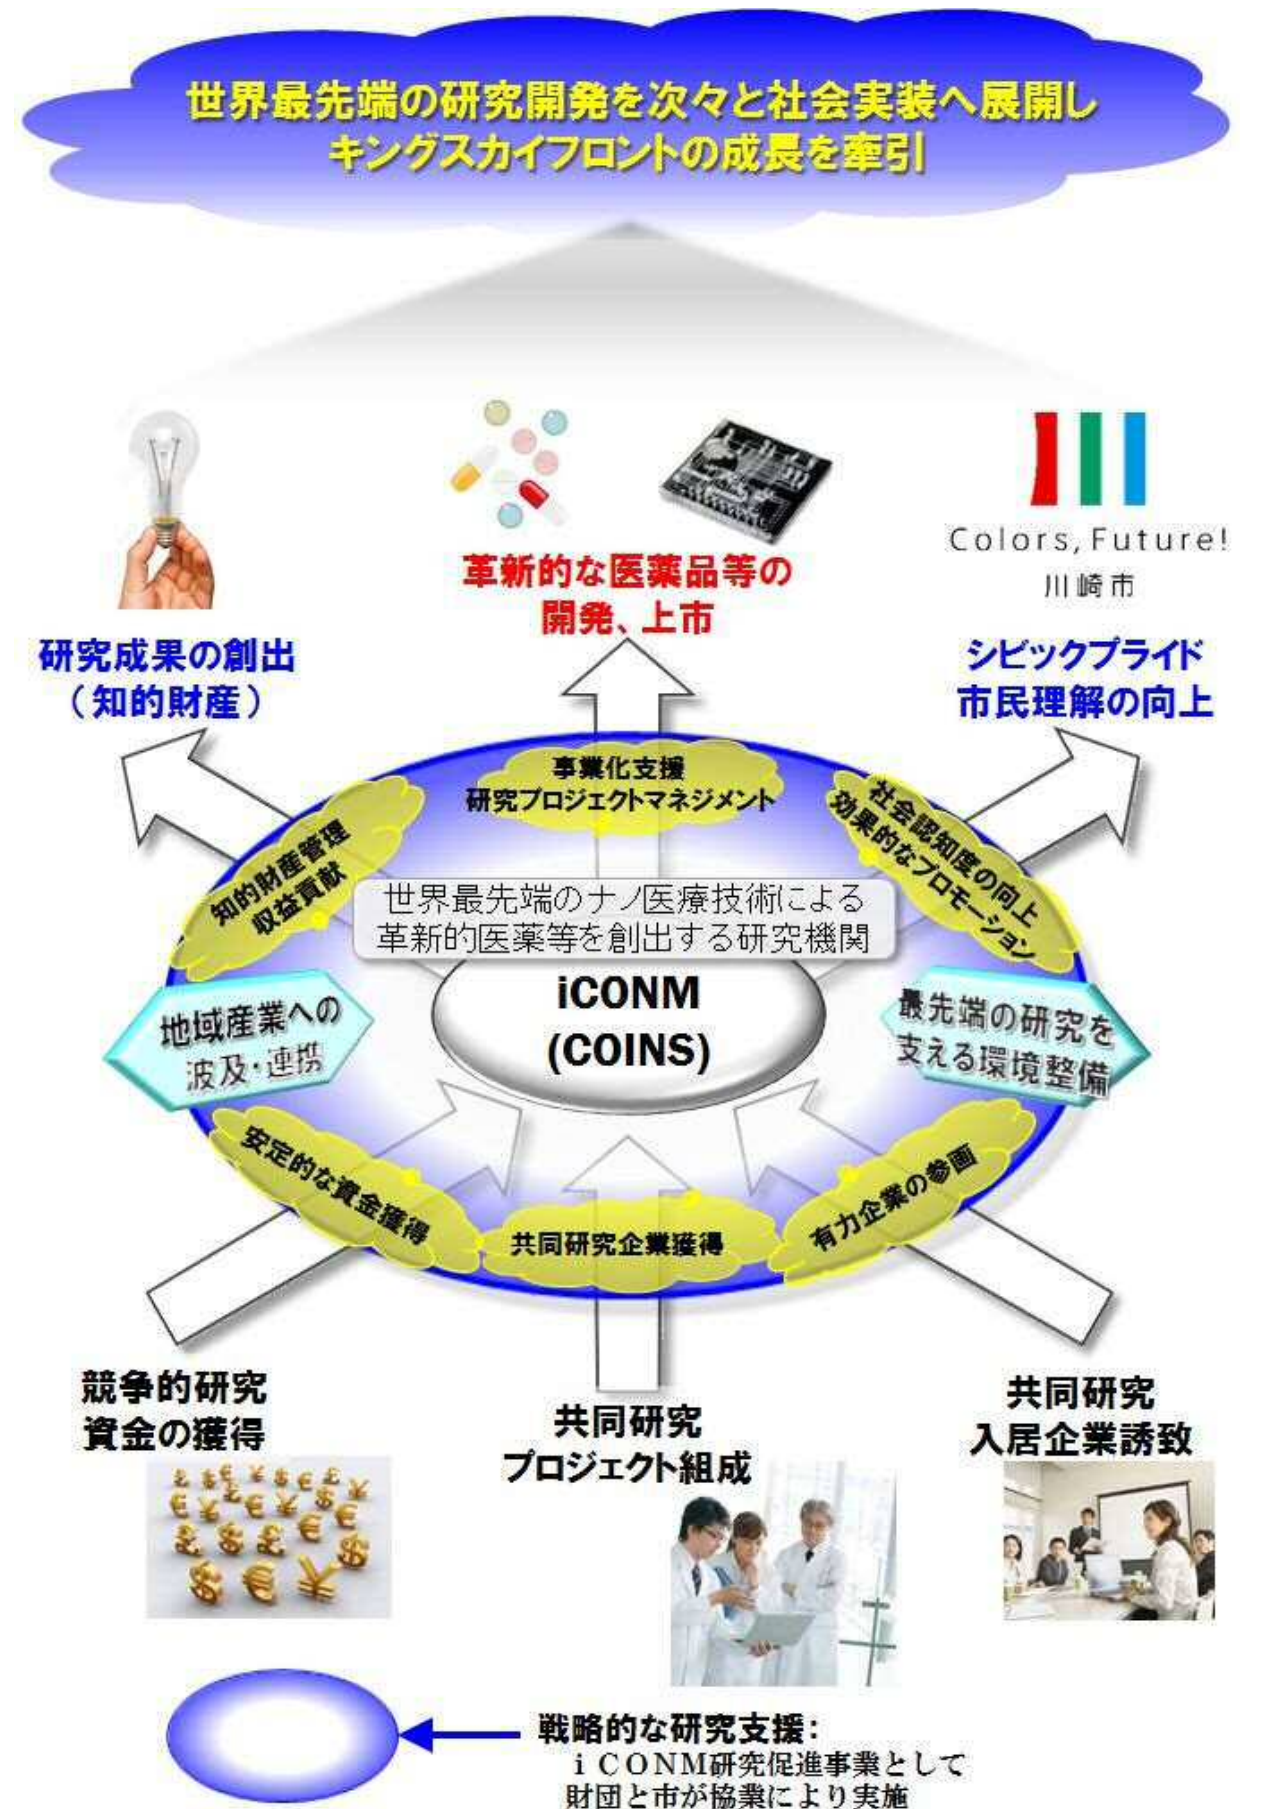 世界最先端の研究開発を次々と社会実装へ展開し
キングスカイフロントの成長を牽引
Colors, Future!
川崎市
革新的な医薬品等の
開発、上市
研究成果の創出
（知的財産）
シビックプライド
市民理解の向上
事業化支援
研究プロジェクトマネジメント
知的財産管理
収益貢献
社会認知度の向上
効果的なプロモーション
世界最先端のナノ医療技術による
革新的医薬等を創出する研究機関
iCONM
(COINS)
地域産業への
波及・連携
最先端の研究を
支える環境整備
安定的な資金獲得
共同研究企業獲得
有力企業の参画
競争的研究
資金の獲得
共同研究
プロジェクト組成
共同研究
入居企業誘致
戦略的な研究支援：
ｉＣＯＮＭ研究促進事業として
財団と市が協業により実施